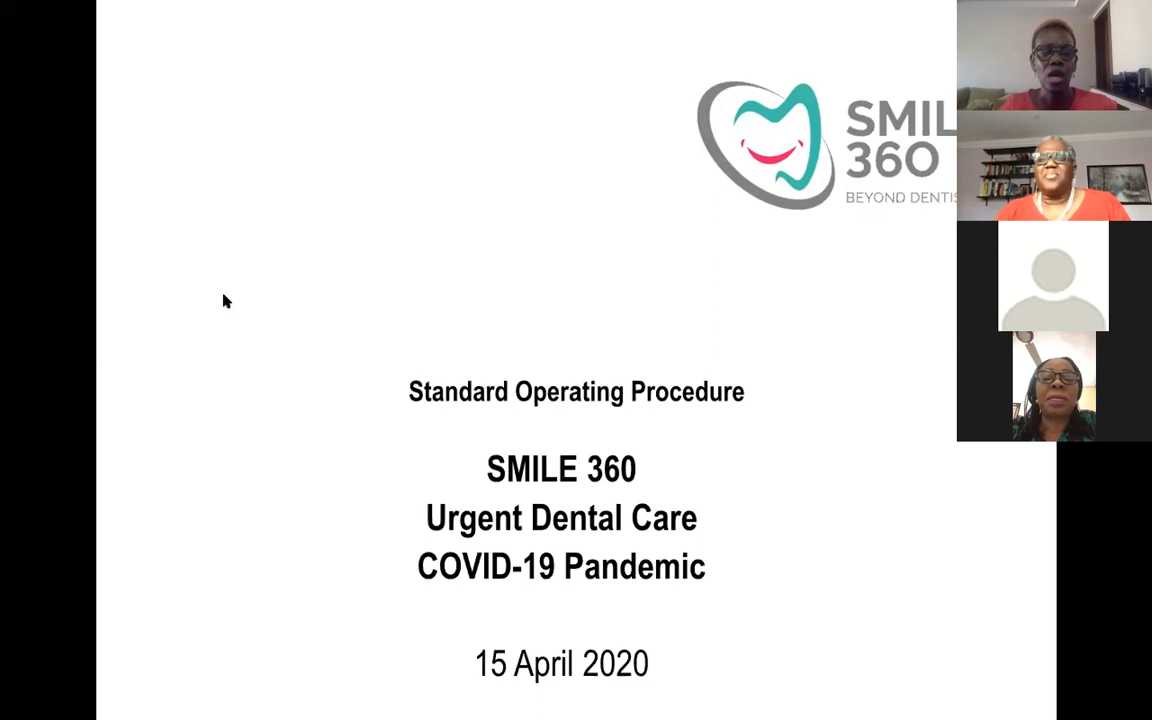 SMIL
360
BEYOND DENTIS
Standard Operating Procedure
SMILE 360
Urgent Dental Care
COVID-19 Pandemic
15 April 2020